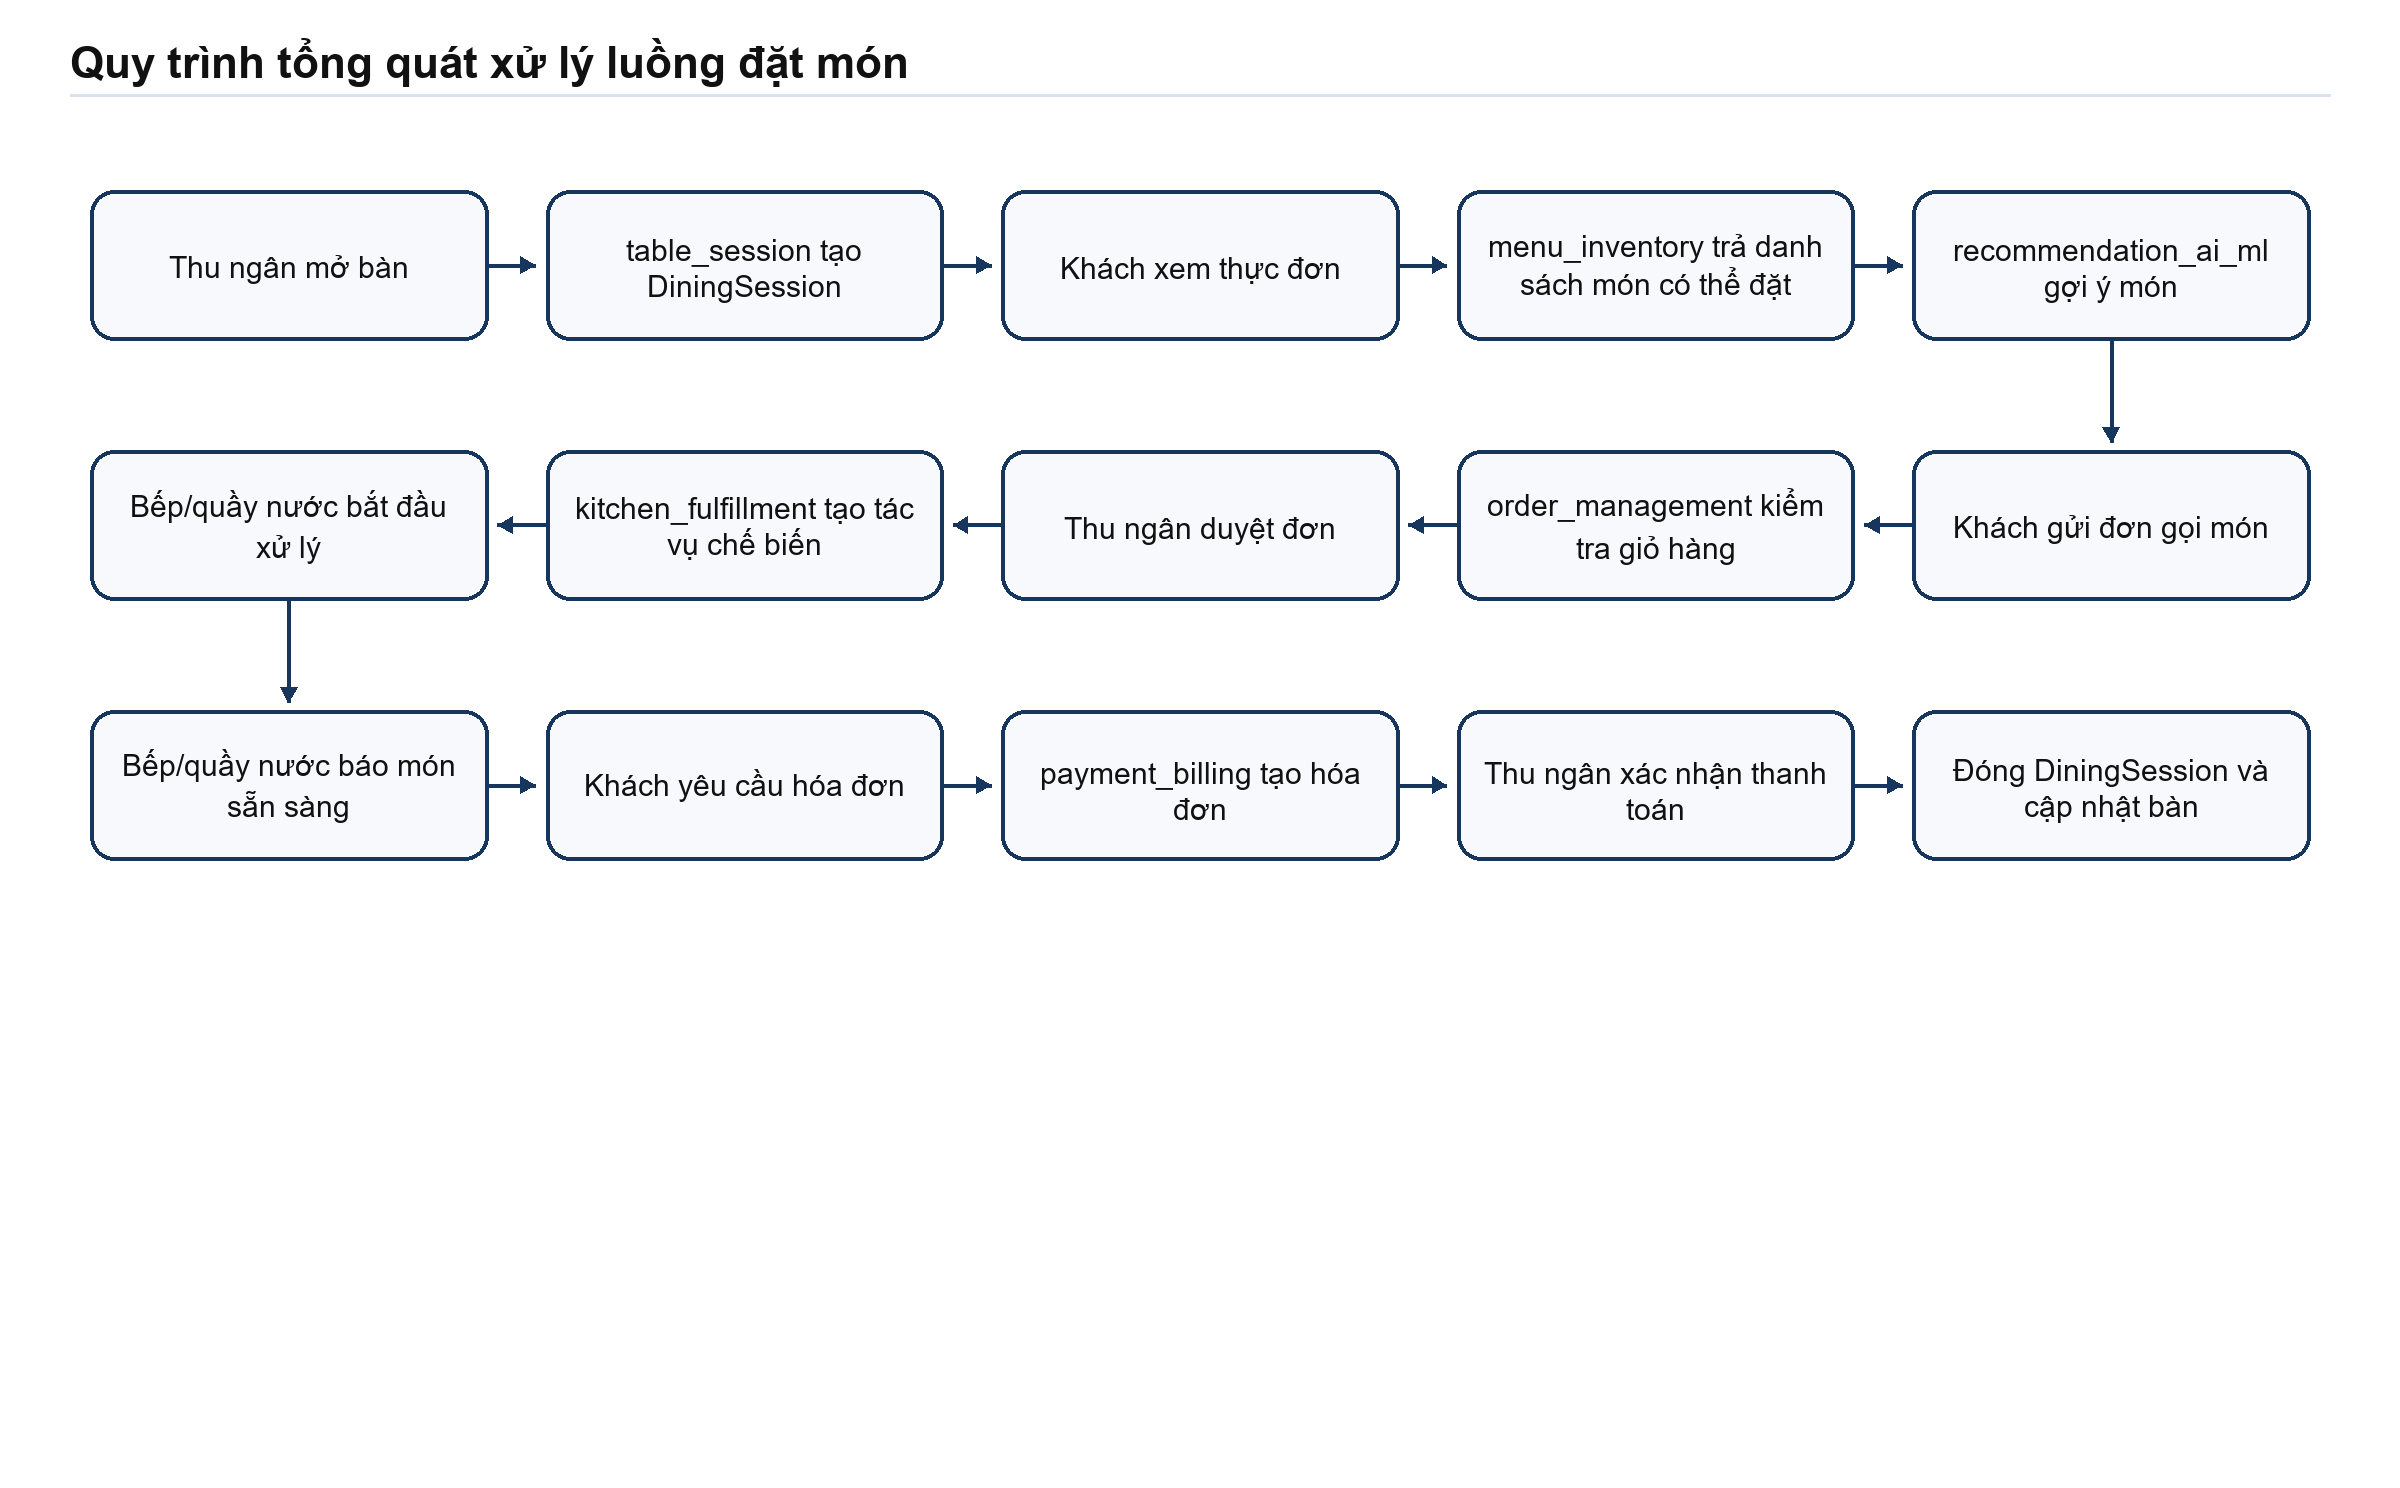 Quy trình tổng quát xử lý luồng đặt món
Thu ngân mở bàn
table_session tạo
DiningSession
Khách xem thực đơn
menu_inventory trả danh
sách món có thể đặt
recommendation_ai_ml
gợi ý món
Khách gửi đơn gọi món
order_management kiểm
tra giỏ hàng
Thu ngân duyệt đơn
kitchen_fulfillment tạo tác
vụ chế biến
Bếp/quầy nước bắt đầu
xử lý
Bếp/quầy nước báo món
sẵn sàng
Khách yêu cầu hóa đơn
payment_billing tạo hóa
đơn
Thu ngân xác nhận thanh
toán
Đóng DiningSession và
cập nhật bàn